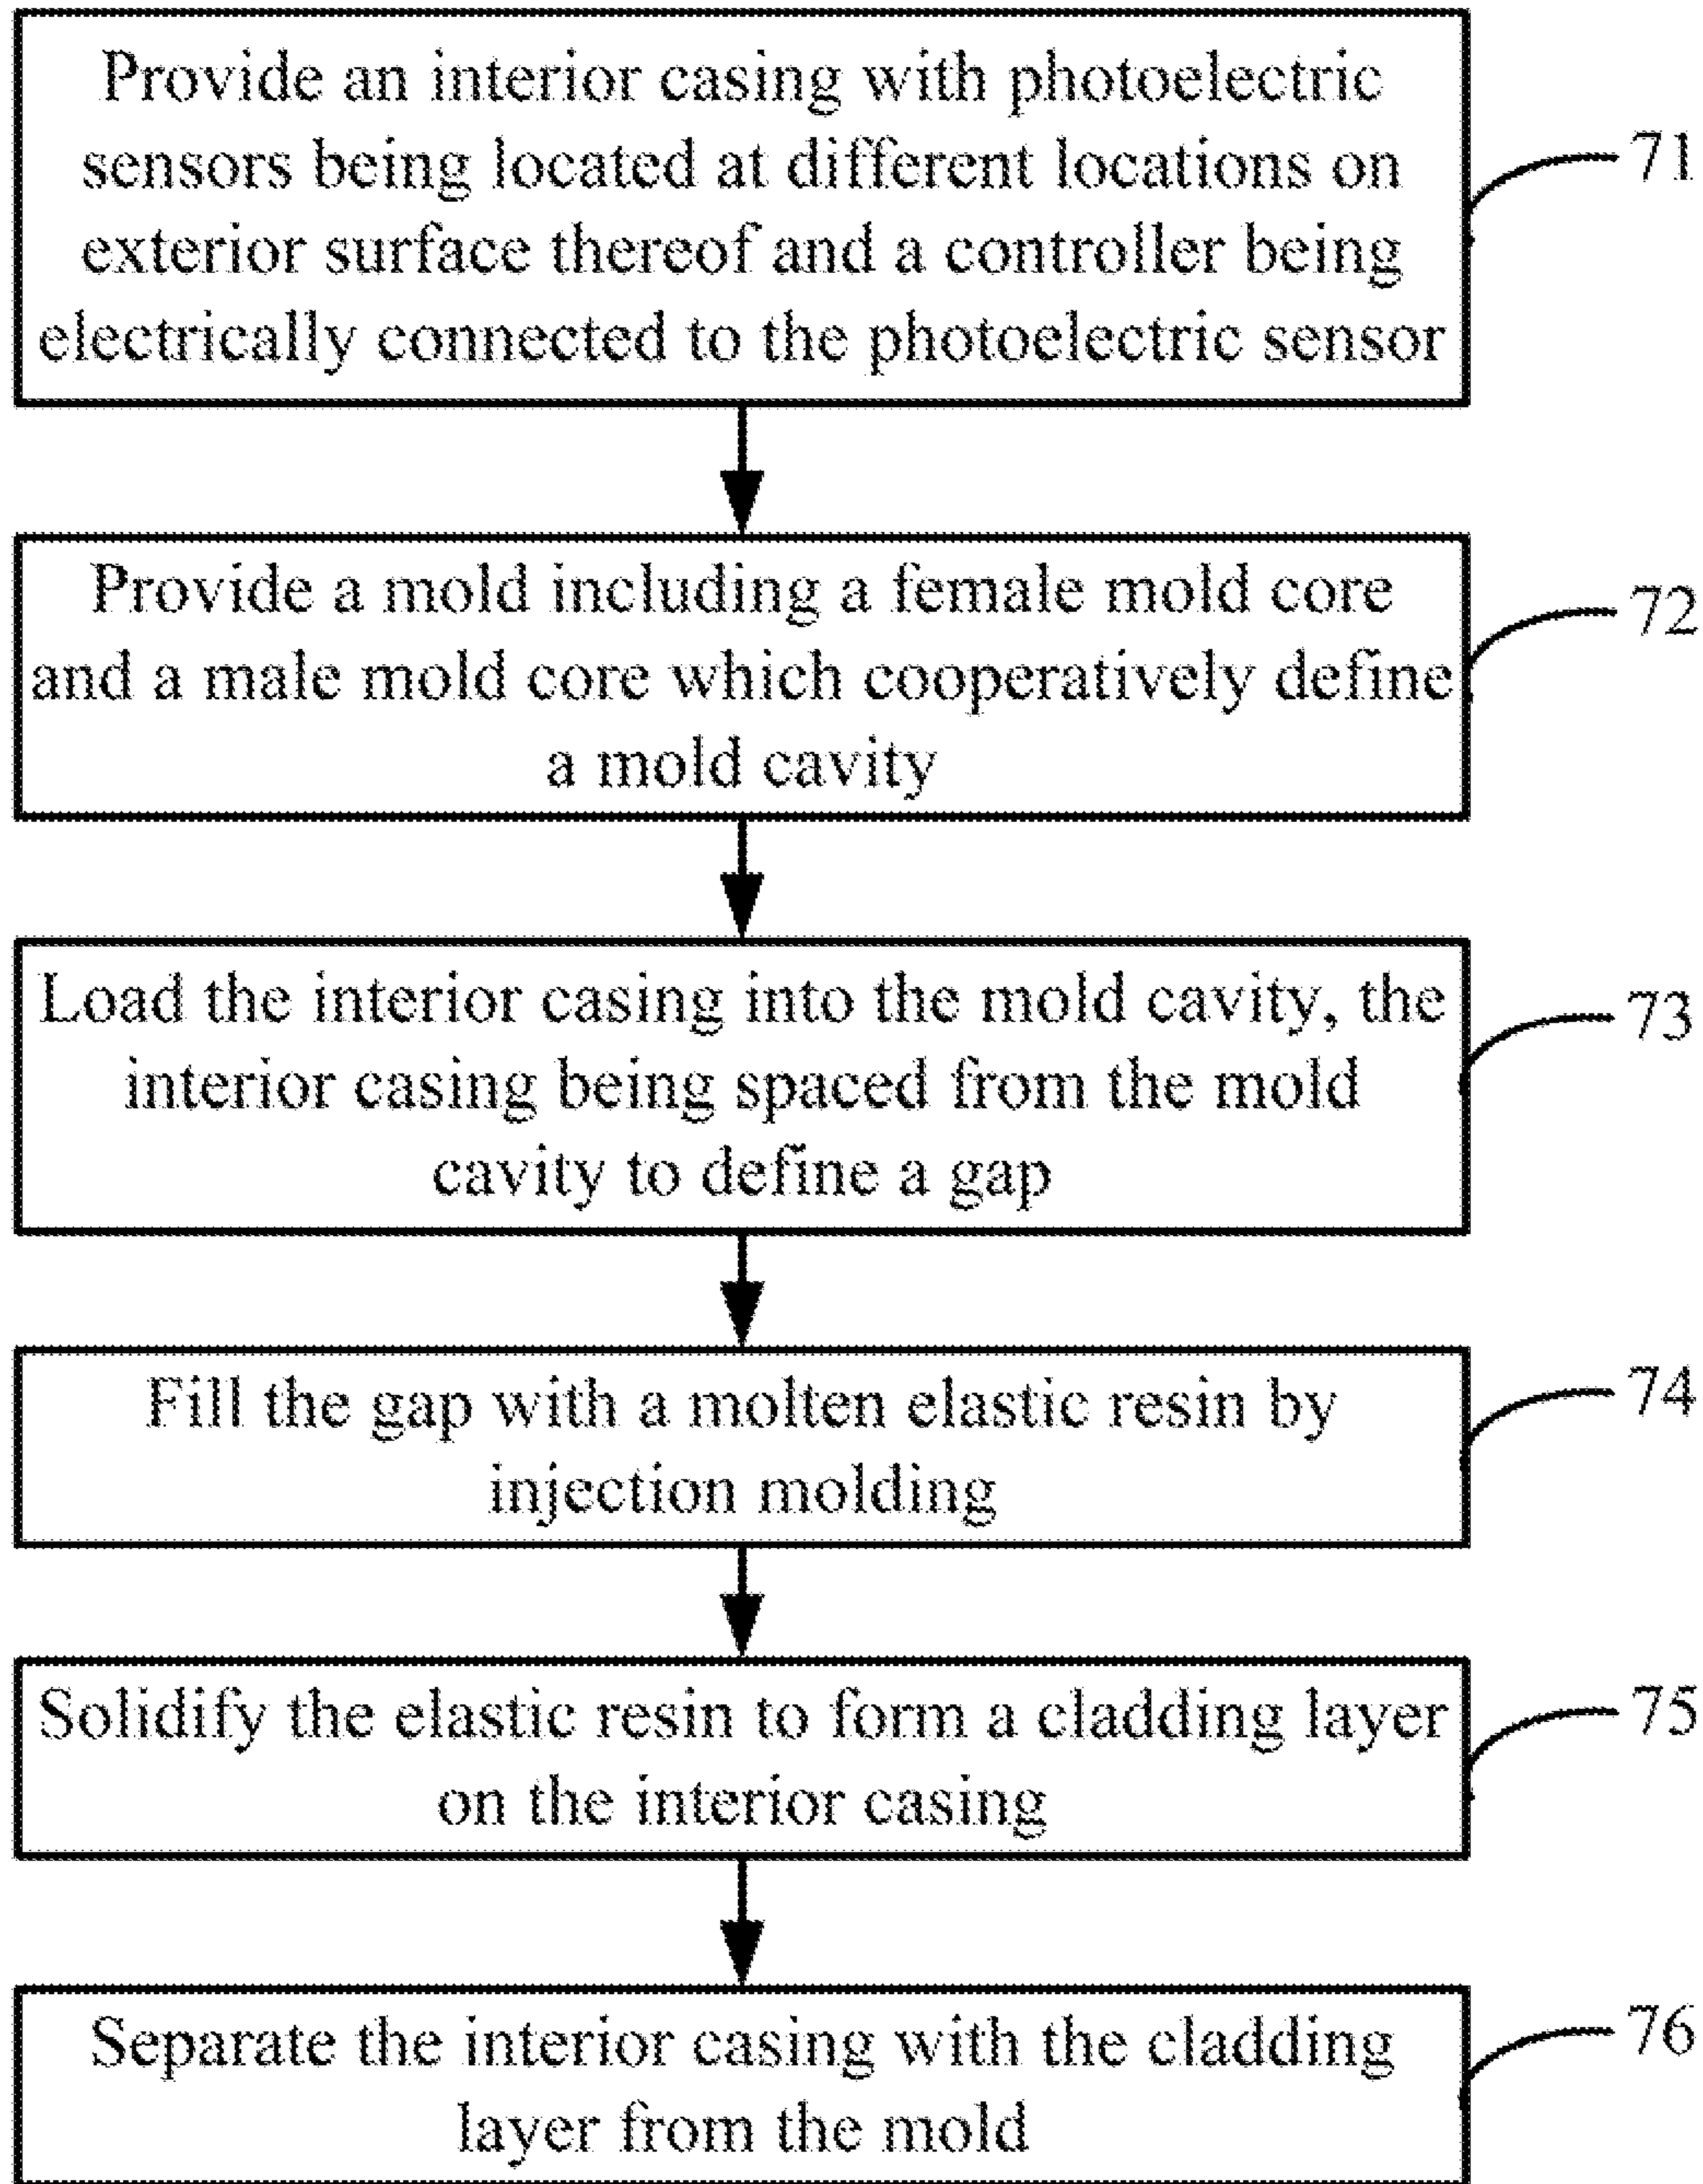 Provide an interior casing with photoelectric
sensors being located at different locations on
exterior surface thereof and a controller being
electrically connected to the photoelectric sensor
71
Provide a mold including a female mold core
and a male mold core which cooperatively define
a mold cavity
72
Load the interior casing into the mold cavity, the
interior casing being spaced from the mold
cavity to define a gap
73
Fill the gap with a molten elastic resin by
injection molding
74
Solidify the elastic resin to form a cladding layer
on the interior casing
75
Separate the interior casing with the cladding
layer from the mold
76